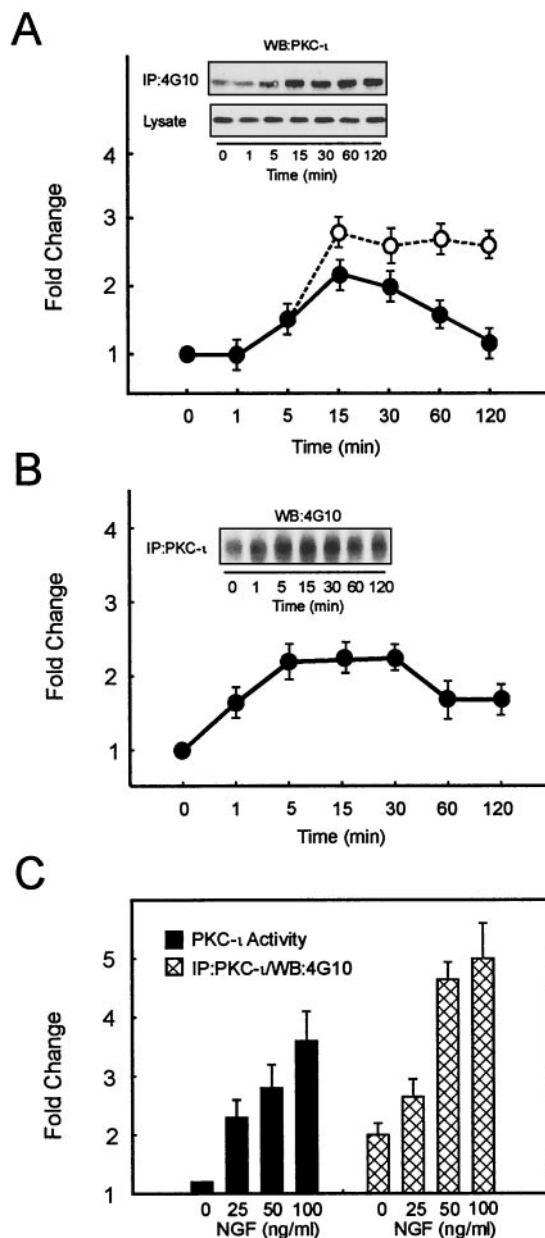 A
WB:PKC-ι
IP:4G10
Lysate
0 1 5 15 30 60 120
Time (min)
4
3
2
1
Fold Change
0 1 5 15 30 60 120
Time (min)
B
WB:4G10
IP:PKC-ι
0 1 5 15 30 60 120
Time (min)
4
3
2
1
Fold Change
0 1 5 15 30 60 120
Time (min)
C
PKC-ι Activity
IP:PKC-ι/WB:4G10
5
4
3
2
1
Fold Change
0 25 50 100 0 25 50 100
NGF (ng/ml) NGF (ng/ml)